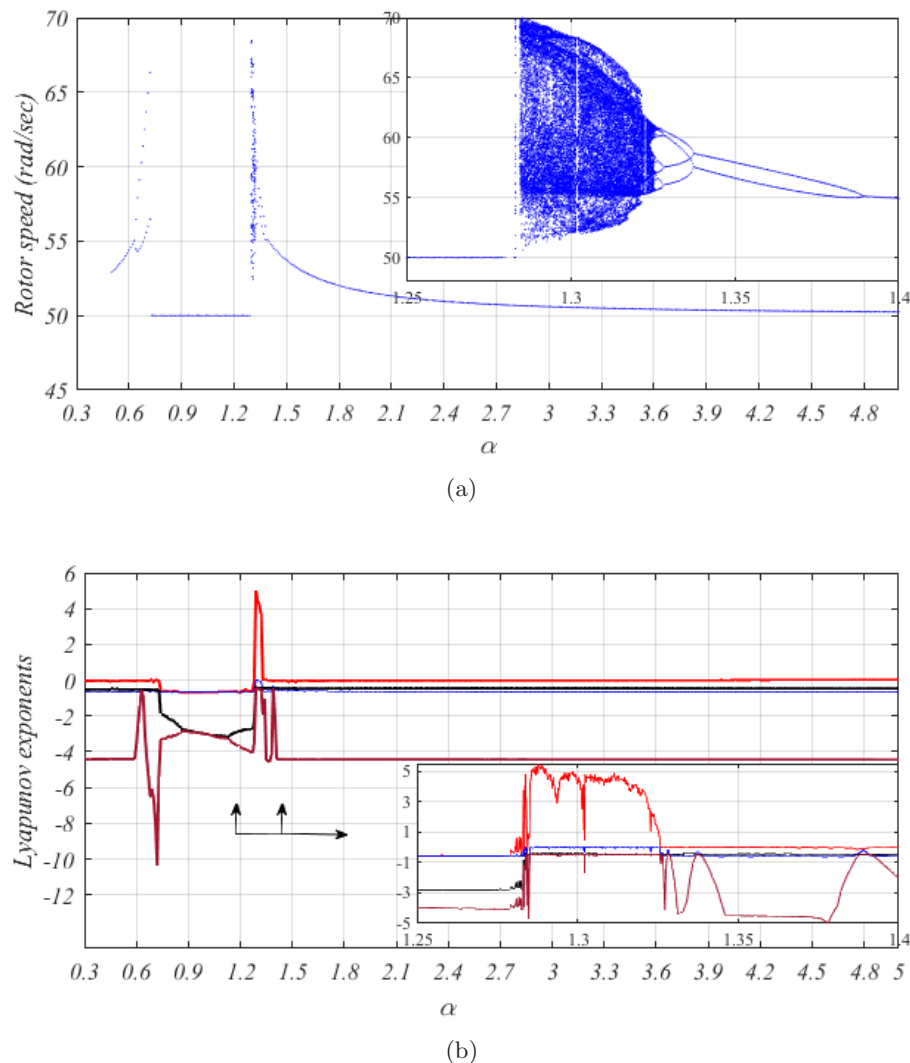 70
65
60
55
50
45
Rotor speed (rad/sec)
70
65
60
55
50
1.25 1.3 1.35 1.4
0.3 0.6 0.9 1.2 1.5 1.8 2.1 2.4 2.7 3 3.3 3.6 3.9 4.2 4.5 4.8
α
(a)
6
4
2
0
-2
-4
-6
-8
-10
-12
Lyapunov exponents
5
3
1
-1
-3
-5
1.25 1.3 1.35 1.4
0.3 0.6 0.9 1.2 1.5 1.8 2.1 2.4 2.7 3 3.3 3.6 3.9 4.2 4.5 4.8 5
α
(b)